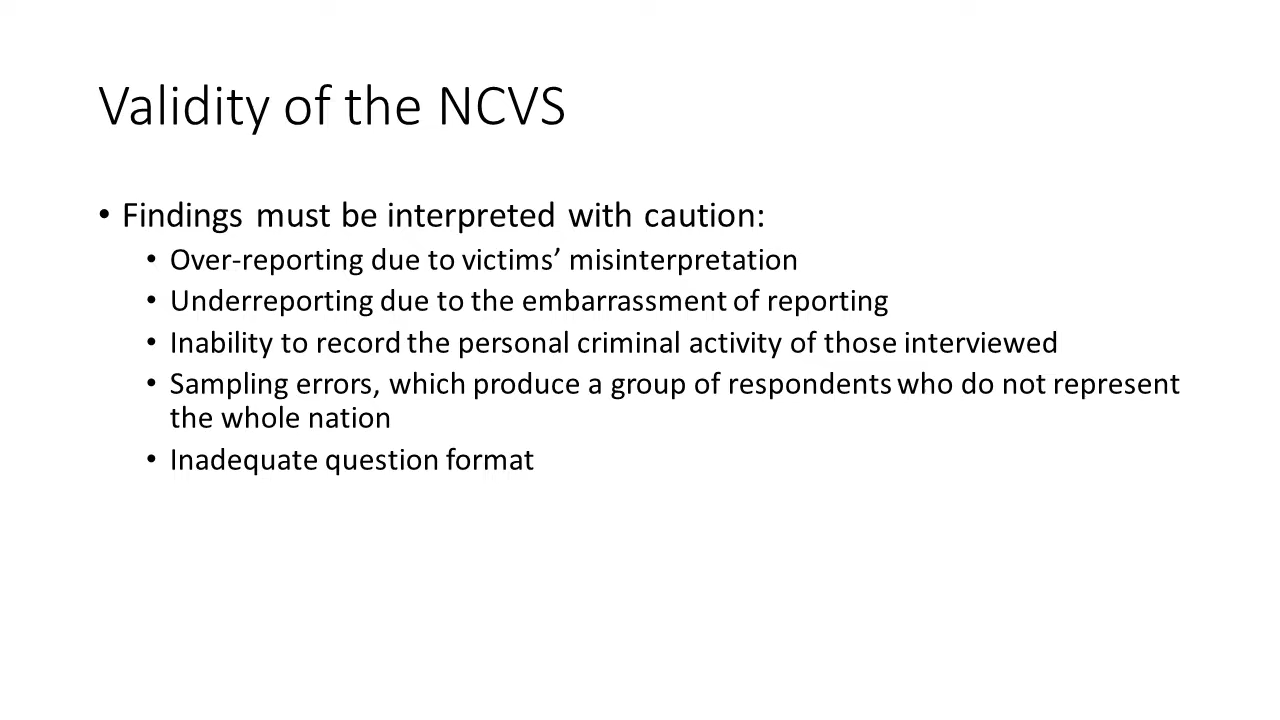 Validity of the NCVS
• Findings must be interpreted with caution:
• Over-reporting due to victims’ misinterpretation
• Underreporting due to the embarrassment of reporting
• Inability to record the personal criminal activity of those interviewed
• Sampling errors, which produce a group of respondents who do not represent
the whole nation
• Inadequate question format